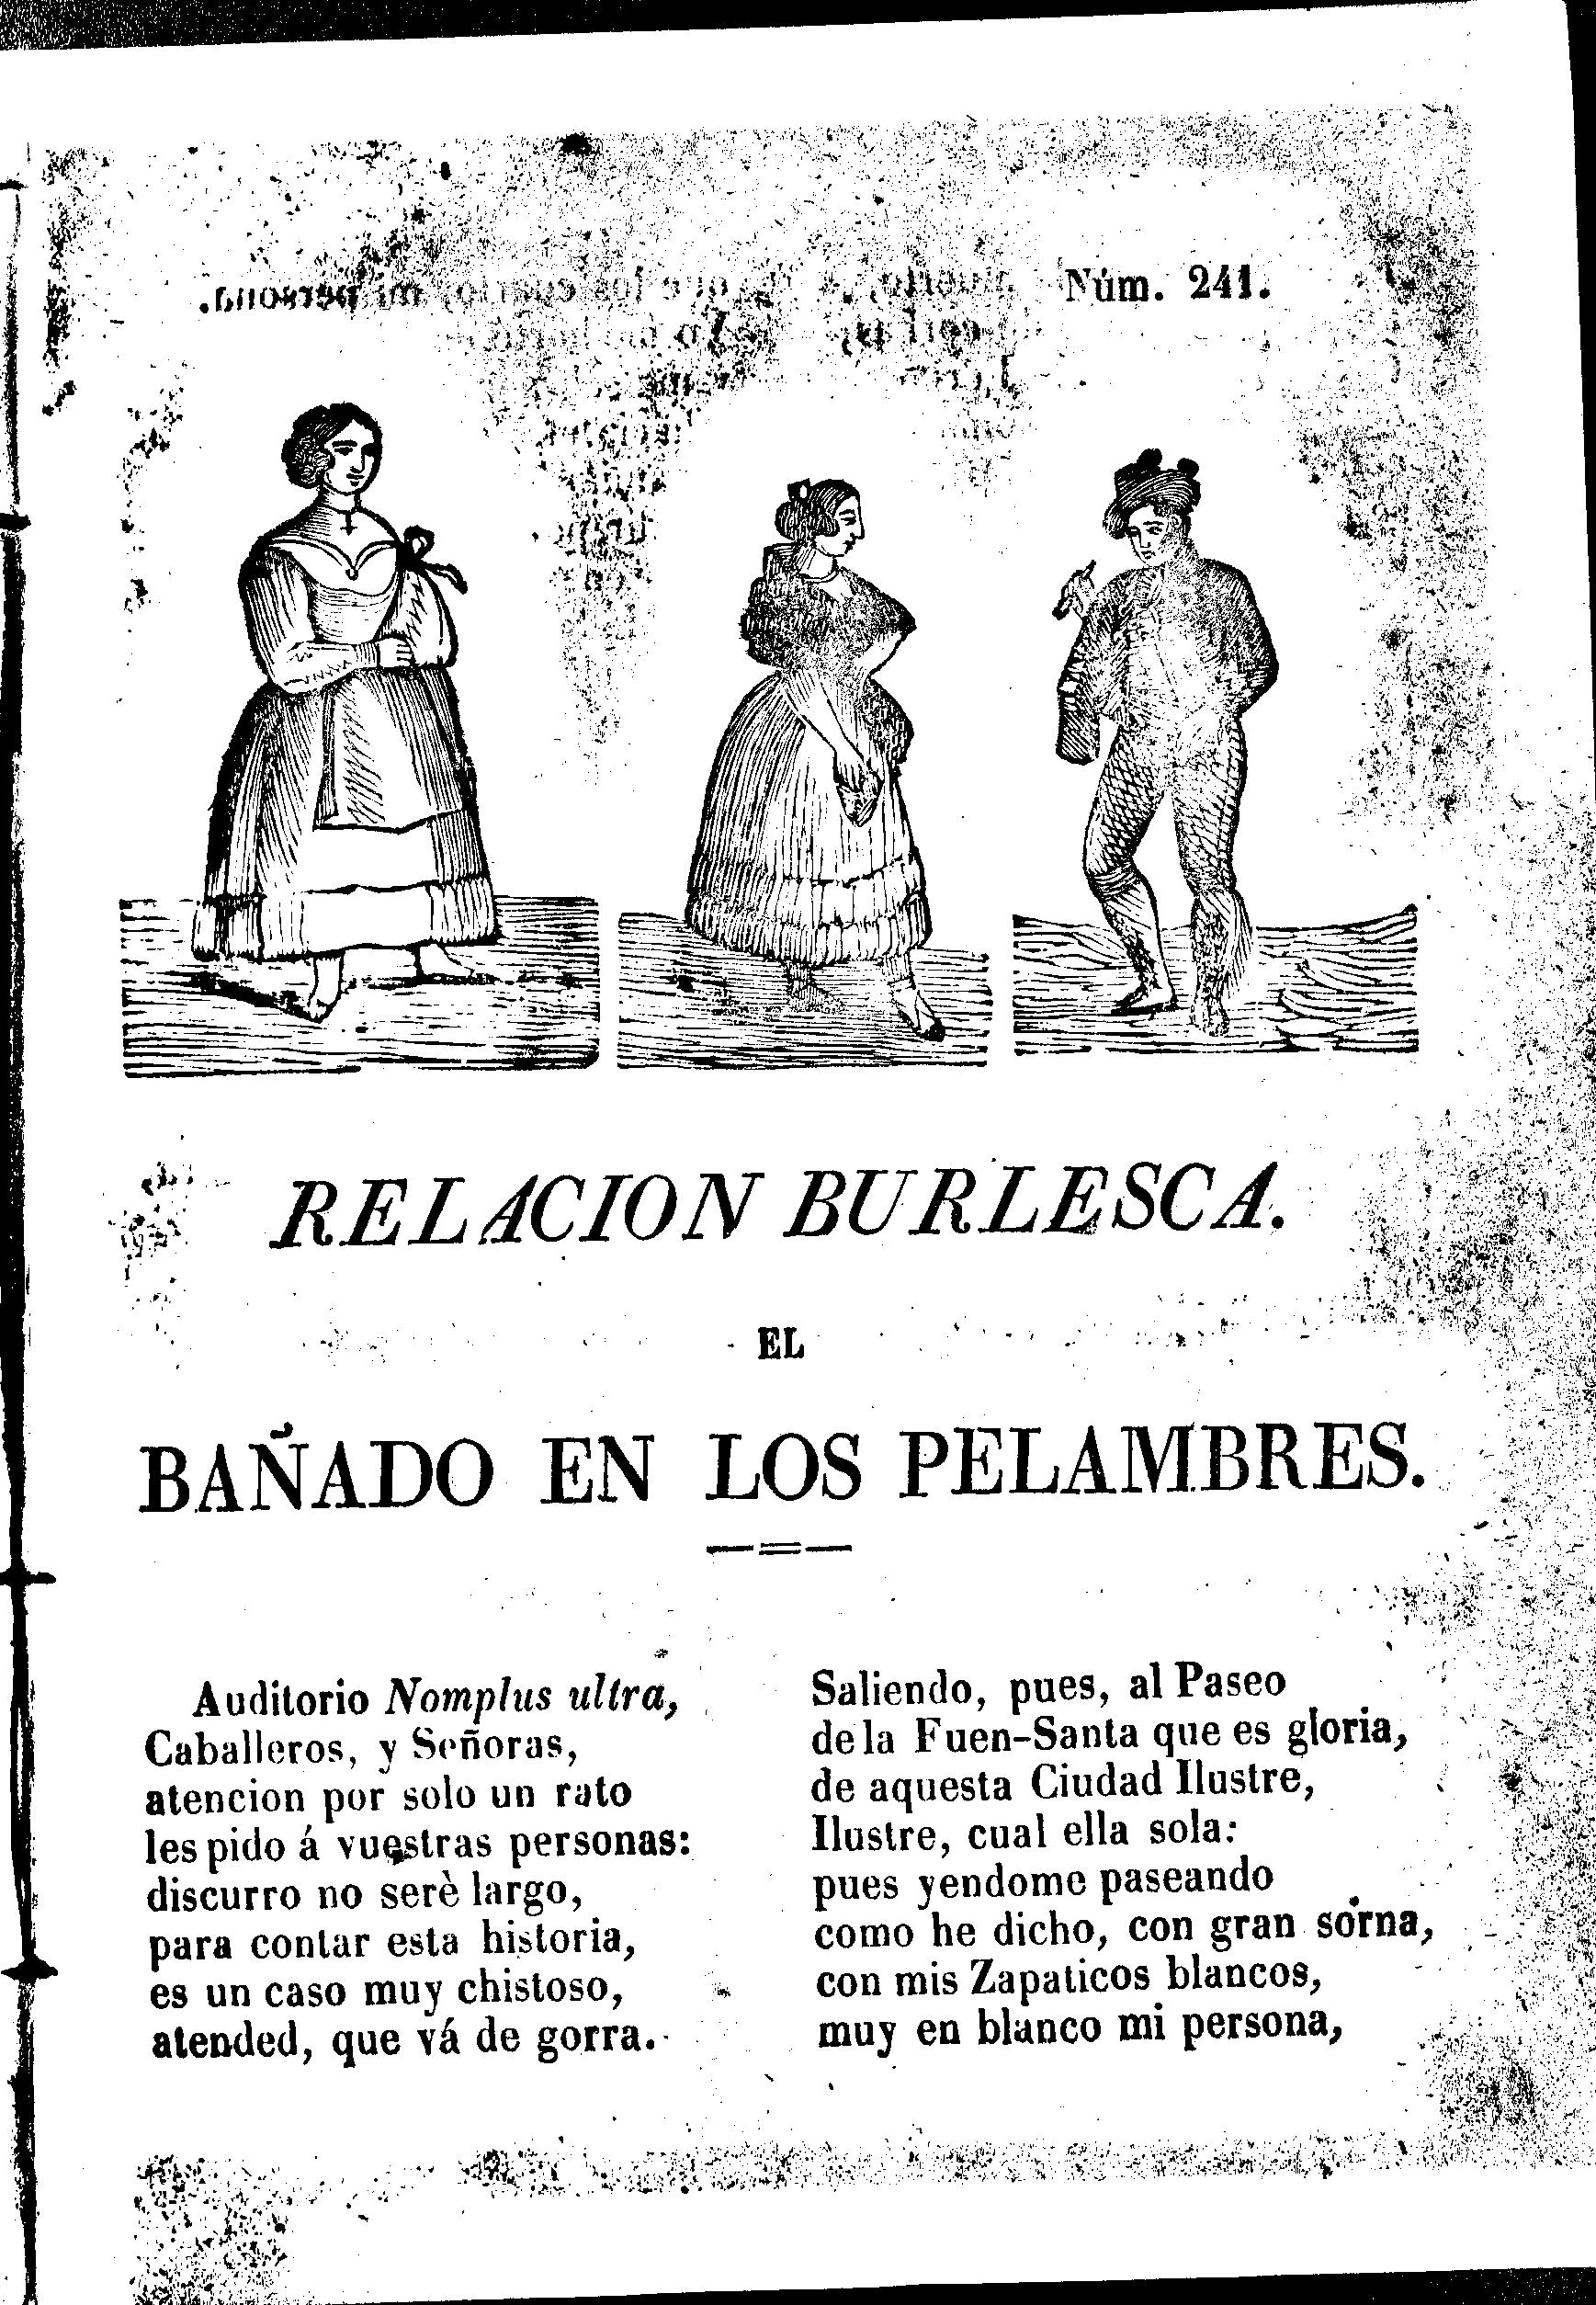 Núm. 241.
RELACION BURLESCA.
EL
BAÑADO EN LOS PELAMBRES.
Auditorio Nomplus ultra,
Caballeros, y Señoras,
atencion por solo un rato
les pido á vuestras personas:
discurro no serè largo,
para contar esta historia,
es un caso muy chistoso,
atended, que vá de gorra.
Saliendo, pues, al Paseo
de la Fuen-Santa que es gloria,
de aquesta Ciudad Ilustre,
Ilustre, cual ella sola:
pues yendome paseando
como he dicho, con gran sorna,
con mis Zapaticos blancos,
muy en blanco mi persona,